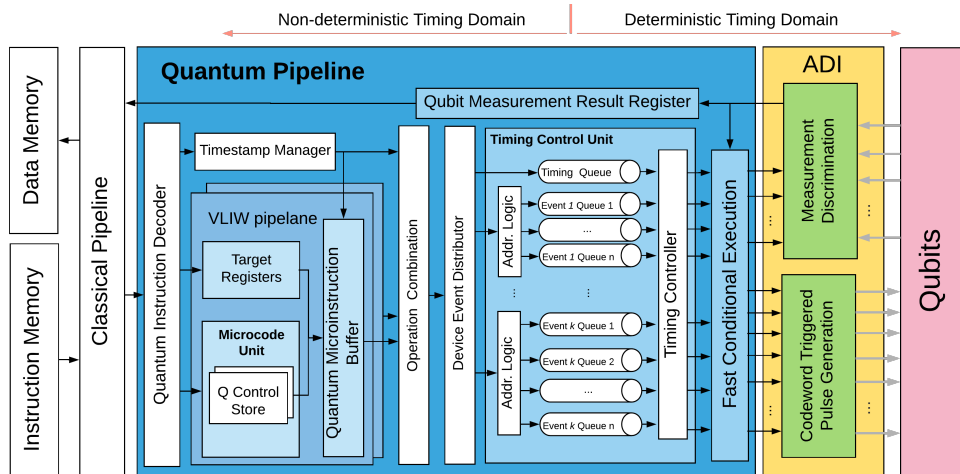 Non-deterministic Timing Domain
Deterministic Timing Domain
Data Memory
Instruction Memory
Classical Pipeline
Quantum Pipeline
Qubit Measurement Result Register
Quantum Instruction Decoder
Timestamp Manager
VLIW pipelane
Target
Registers
Microcode
Unit
Q Control
Store
Quantum Microinstruction
Buffer
Operation Combination
Device Event Distributor
Timing Control Unit
Timing Queue
Addr. Logic
Event 1 Queue 1
...
Event 1 Queue n
...
...
Addr. Logic
Event k Queue 1
Event k Queue 2
...
Event k Queue n
Timing Controller
...
...
Fast Conditional Execution
...
...
ADI
Measurement
Discrimination
...
Codeword Triggered
Pulse Generation
...
Qubits